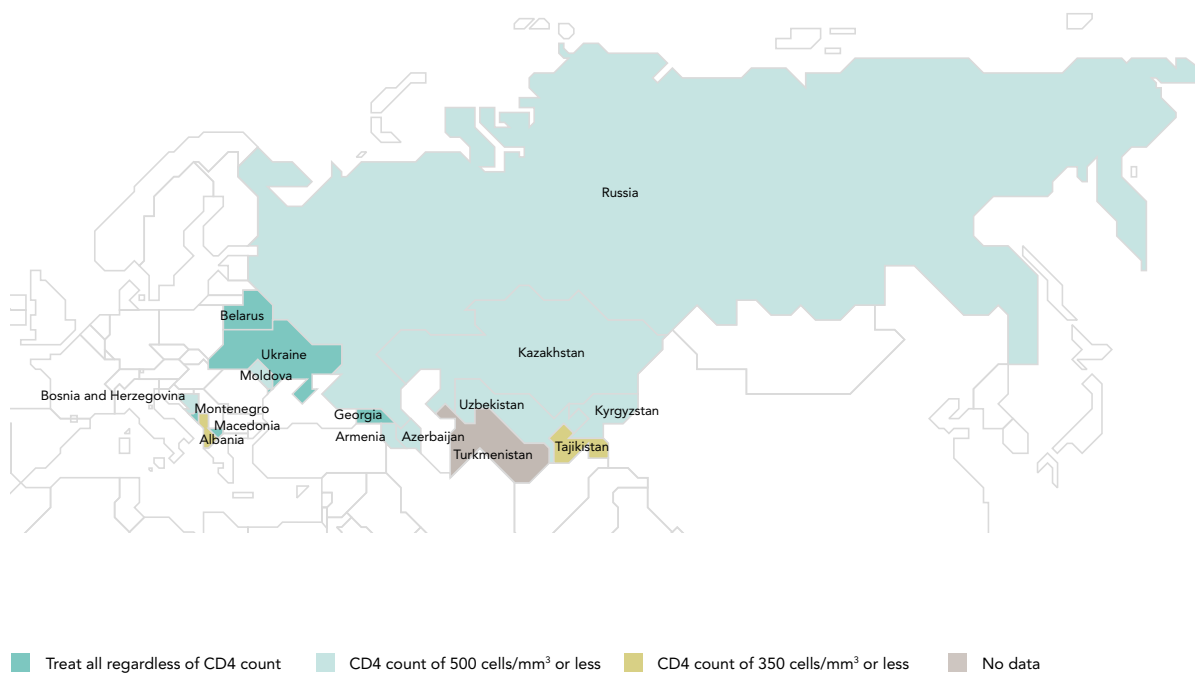 Russia
Belarus
Ukraine
Kazakhstan
Moldova
Bosnia and Herzegovina
Uzbekistan
Montenegro
Kyrgyzstan
Georgia
Macedonia
Armenia
Azerbaijan
Albania
Tajikistan
Turkmenistan
Treat all regardless of CD4 count
CD4 count of 500 cells/mm³ or less
CD4 count of 350 cells/mm³ or less
No data